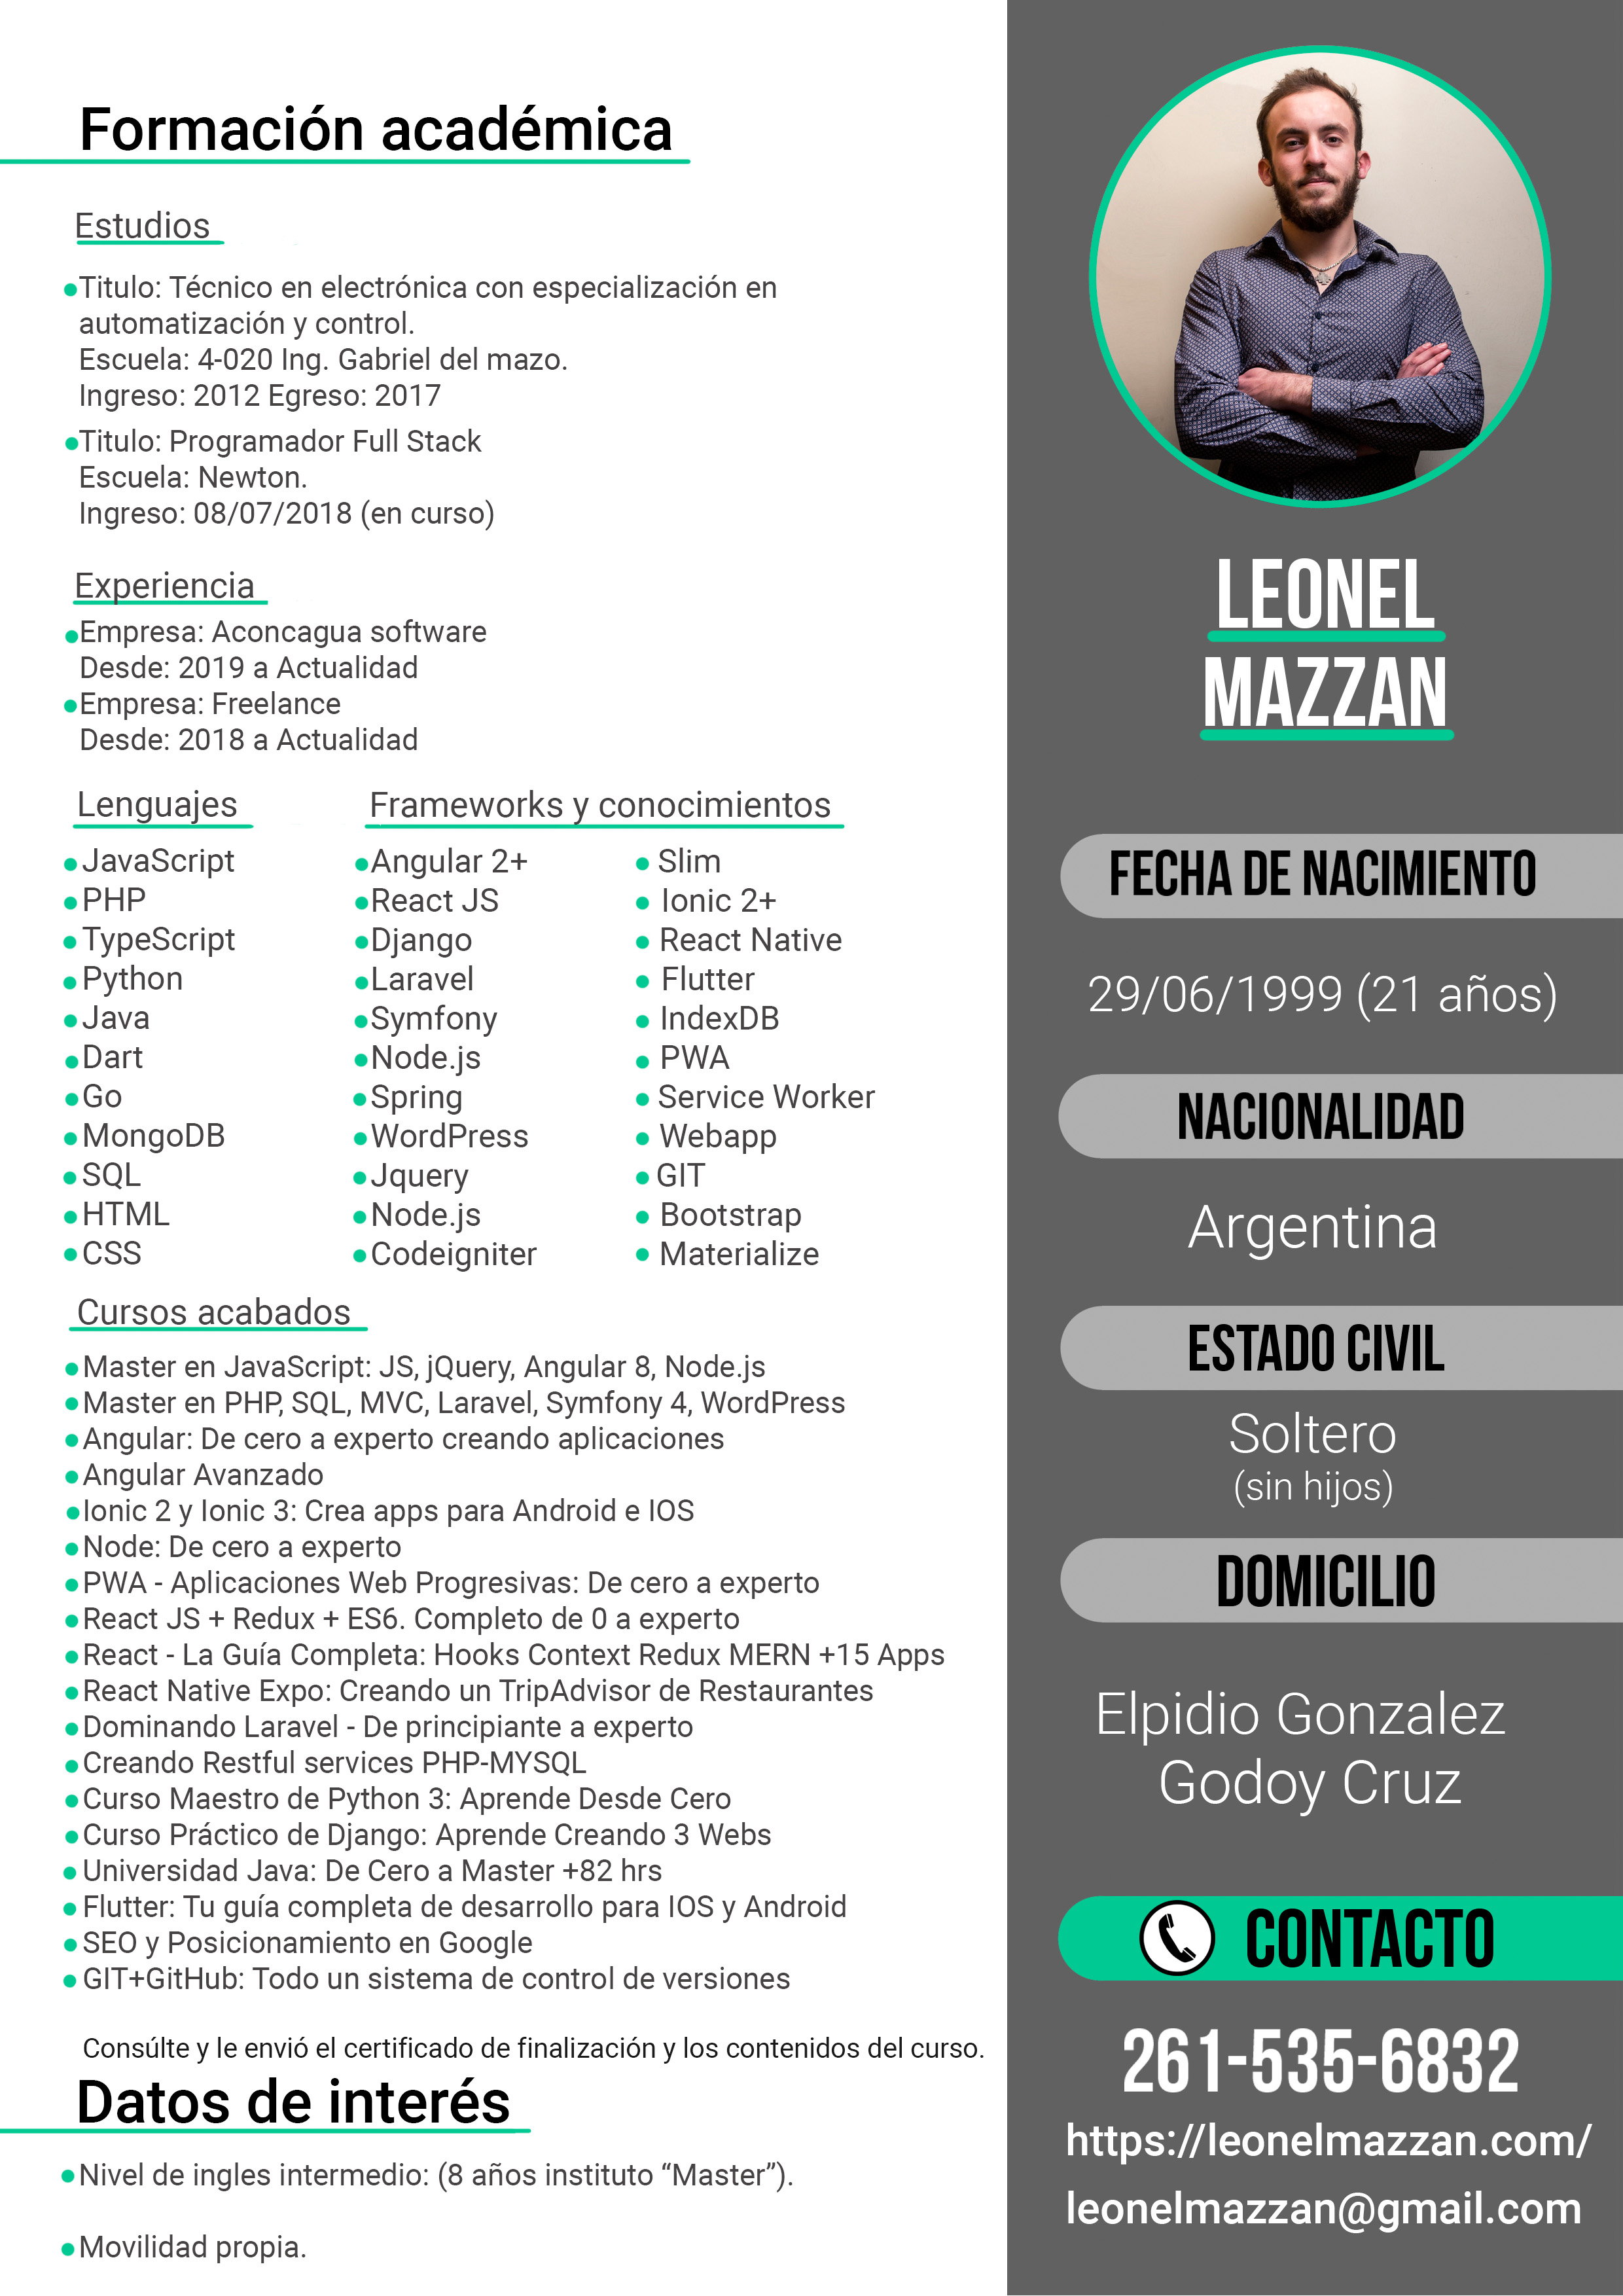 Formación académica
Estudios
Titulo: Técnico en electrónica con especialización en
automatización y control.
Escuela: 4-020 Ing. Gabriel del mazo.
Ingreso: 2012 Egreso: 2017
Titulo: Programador Full Stack
Escuela: Newton.
Ingreso: 08/07/2018 (en curso)
Experiencia
Empresa: Aconcagua software
Desde: 2019 a Actualidad
Empresa: Freelance
Desde: 2018 a Actualidad
Lenguajes
JavaScript
PHP
TypeScript
Python
Java
Dart
Go
MongoDB
SQL
HTML
CSS
Frameworks y conocimientos
Angular 2+
React JS
Django
Laravel
Symfony
Node.js
Spring
WordPress
Jquery
Node.js
Codeigniter
Slim
Ionic 2+
React Native
Flutter
IndexDB
PWA
Service Worker
Webapp
GIT
Bootstrap
Materialize
Cursos acabados
Master en JavaScript: JS, jQuery, Angular 8, Node.js
Master en PHP, SQL, MVC, Laravel, Symfony 4, WordPress
Angular: De cero a experto creando aplicaciones
Angular Avanzado
Ionic 2 y Ionic 3: Crea apps para Android e IOS
Node: De cero a experto
PWA - Aplicaciones Web Progresivas: De cero a experto
React JS + Redux + ES6. Completo de 0 a experto
React - La Guía Completa: Hooks Context Redux MERN +15 Apps
React Native Expo: Creando un TripAdvisor de Restaurantes
Dominando Laravel - De principiante a experto
Creando Restful services PHP-MYSQL
Curso Maestro de Python 3: Aprende Desde Cero
Curso Práctico de Django: Aprende Creando 3 Webs
Universidad Java: De Cero a Master +82 hrs
Flutter: Tu guía completa de desarrollo para IOS y Android
SEO y Posicionamiento en Google
GIT+GitHub: Todo un sistema de control de versiones
Consúlte y le envió el certificado de finalización y los contenidos del curso.
Datos de interés
Nivel de ingles intermedio: (8 años instituto “Master”).
Movilidad propia.
LEONEL
MAZZAN
FECHA DE NACIMIENTO
29/06/1999 (21 años)
NACIONALIDAD
Argentina
ESTADO CIVIL
Soltero
(sin hijos)
DOMICILIO
Elpidio Gonzalez
Godoy Cruz
CONTACTO
261-535-6832
https://leonelmazzan.com/
leonelmazzan@gmail.com